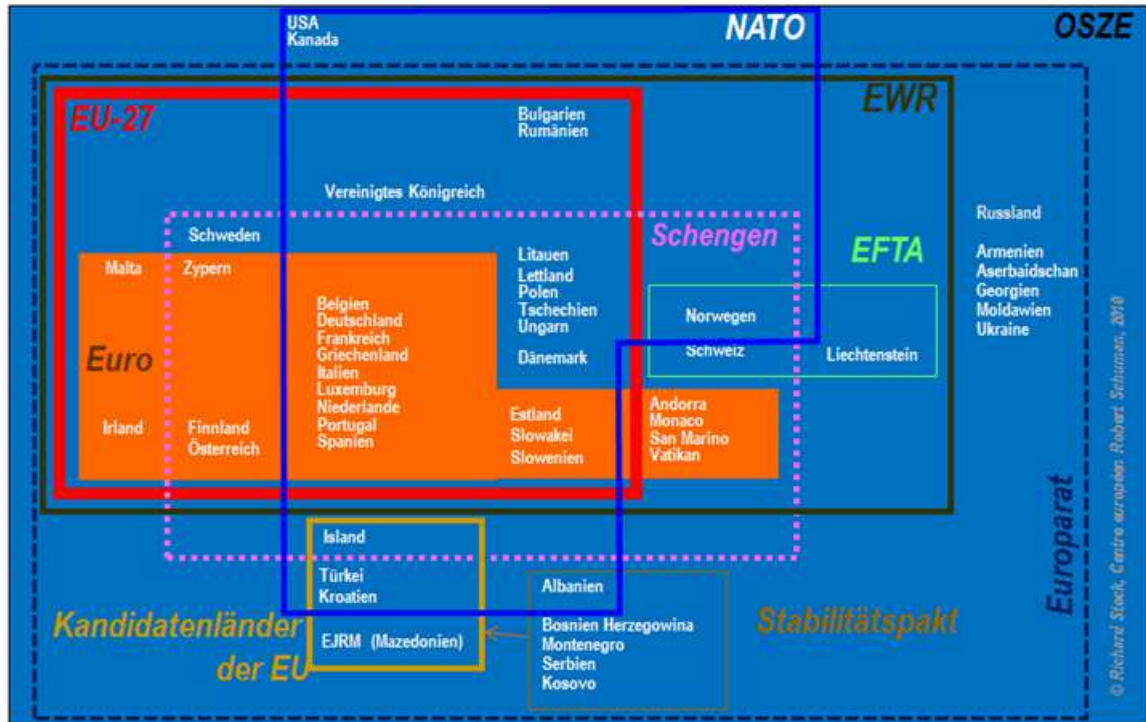 USA
Kanada
NATO
OSZE
EU-27
EWR
Bulgarien
Rumänien
Vereinigtes Königreich
Schweden
Schengen
EFTA
Russland
Malta
Zypern
Litauen
Lettland
Polen
Tschechien
Ungarn
Dänemark
Armenien
Aserbaidschan
Georgien
Moldawien
Ukraine
Belgien
Deutschland
Frankreich
Griechenland
Italien
Luxemburg
Niederlande
Portugal
Spanien
Norwegen
Schweiz
Liechtenstein
Euro
Irland
Finnland
Österreich
Estland
Slowakei
Slowenien
Andorra
Monaco
San Marino
Vatikan
Island
Türkei
Kroatien
EJRM (Mazedonien)
Kandidatenländer
der EU
Albanien
Bosnien Herzegowina
Montenegro
Serbien
Kosovo
Stabilitätspakt
Europarat
© Richard Stock, Centre européen Robert Schuman, 2010